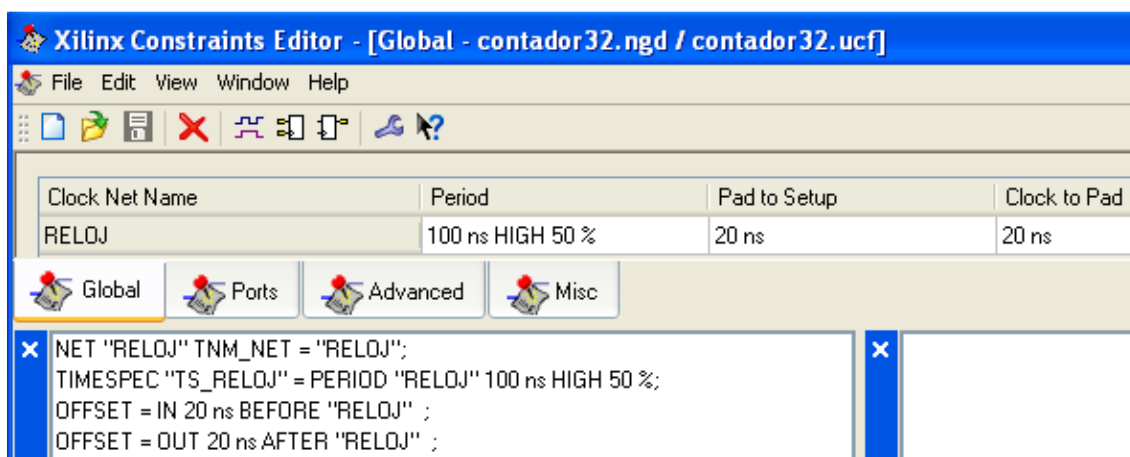 Xilinx Constraints Editor - [Global - contador32.ngd / contador32.ucf]
File Edit View Window Help
Clock Net Name Period Pad to Setup Clock to Pad
RELOJ 100 ns HIGH 50 % 20 ns 20 ns
Global Ports Advanced Misc
NET "RELOJ" TNM_NET = "RELOJ";
TIMESPEC "TS_RELOJ" = PERIOD "RELOJ" 100 ns HIGH 50 %;
OFFSET = IN 20 ns BEFORE "RELOJ" ;
OFFSET = OUT 20 ns AFTER "RELOJ" ;